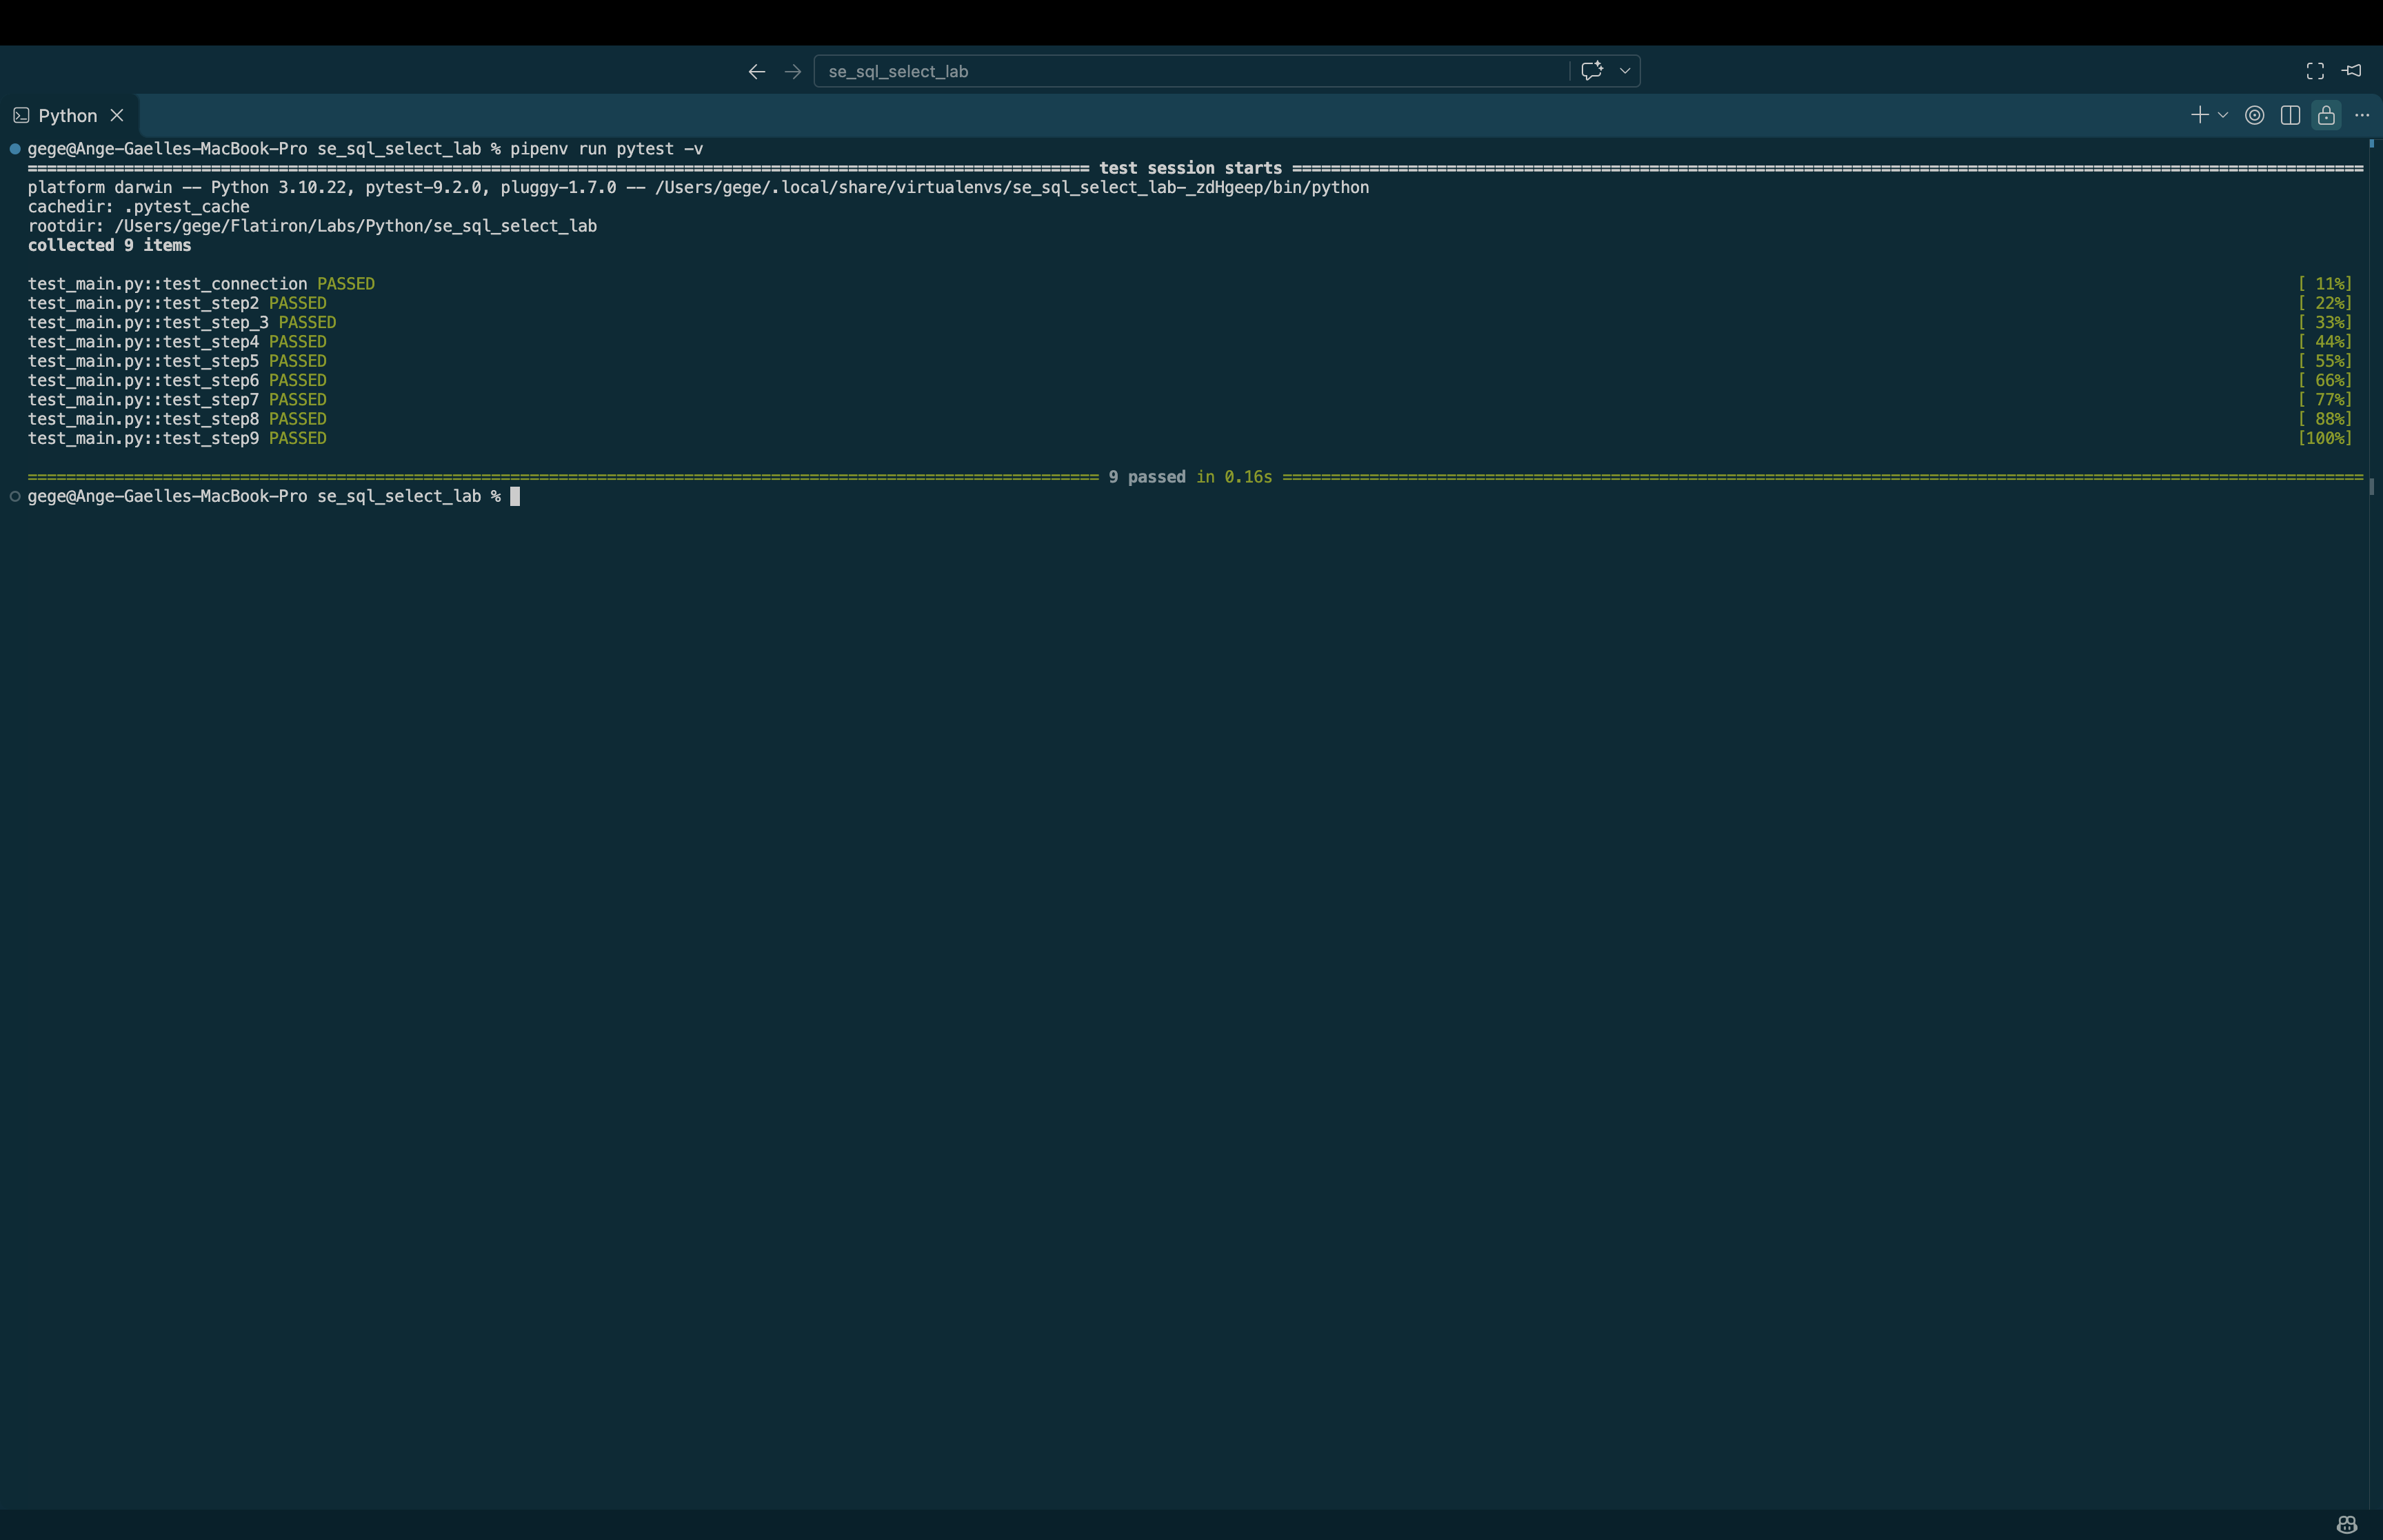 se_sql_select_lab
Python
gege@Ange-Gaelles-MacBook-Pro se_sql_select_lab % pipenv run pytest -v
test session starts
platform darwin -- Python 3.10.22, pytest-9.2.0, pluggy-1.7.0 -- /Users/gege/.local/share/virtualenvs/se_sql_select_lab-_zdHgeep/bin/python
cachedir: .pytest_cache
rootdir: /Users/gege/Flatiron/Labs/Python/se_sql_select_lab
collected 9 items
test_main.py::test_connection PASSED [ 11%]
test_main.py::test_step2 PASSED [ 22%]
test_main.py::test_step_3 PASSED [ 33%]
test_main.py::test_step4 PASSED [ 44%]
test_main.py::test_step5 PASSED [ 55%]
test_main.py::test_step6 PASSED [ 66%]
test_main.py::test_step7 PASSED [ 77%]
test_main.py::test_step8 PASSED [ 88%]
test_main.py::test_step9 PASSED [100%]
9 passed in 0.16s
gege@Ange-Gaelles-MacBook-Pro se_sql_select_lab %